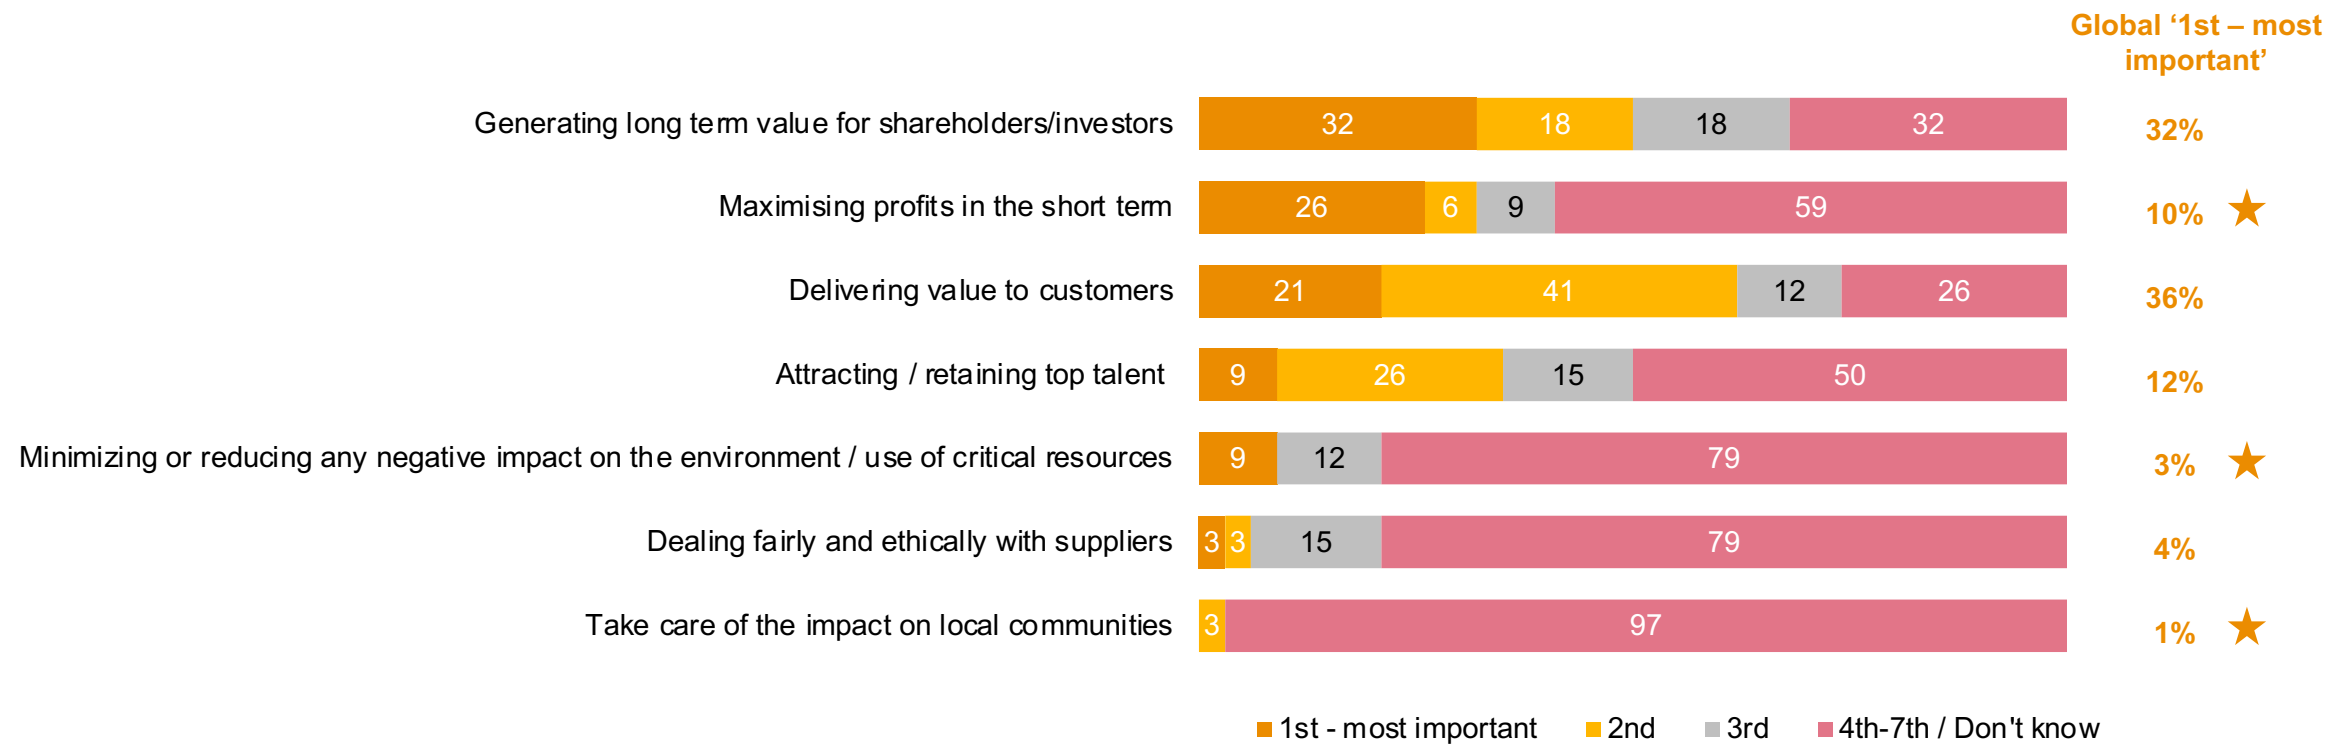 Global ‘1st – most
important’
Generating long term value for shareholders/investors 32 18 18 32 32%
Maximising profits in the short term 26 6 9 59 10%
Delivering value to customers 21 41 12 26 36%
Attracting / retaining top talent 9 26 15 50 12%
Minimizing or reducing any negative impact on the environment / use of critical resources 9 12 79 3%
Dealing fairly and ethically with suppliers 3 3 15 79 4%
Take care of the impact on local communities 3 97 1%
1st - most important 2nd 3rd 4th-7th / Don't know